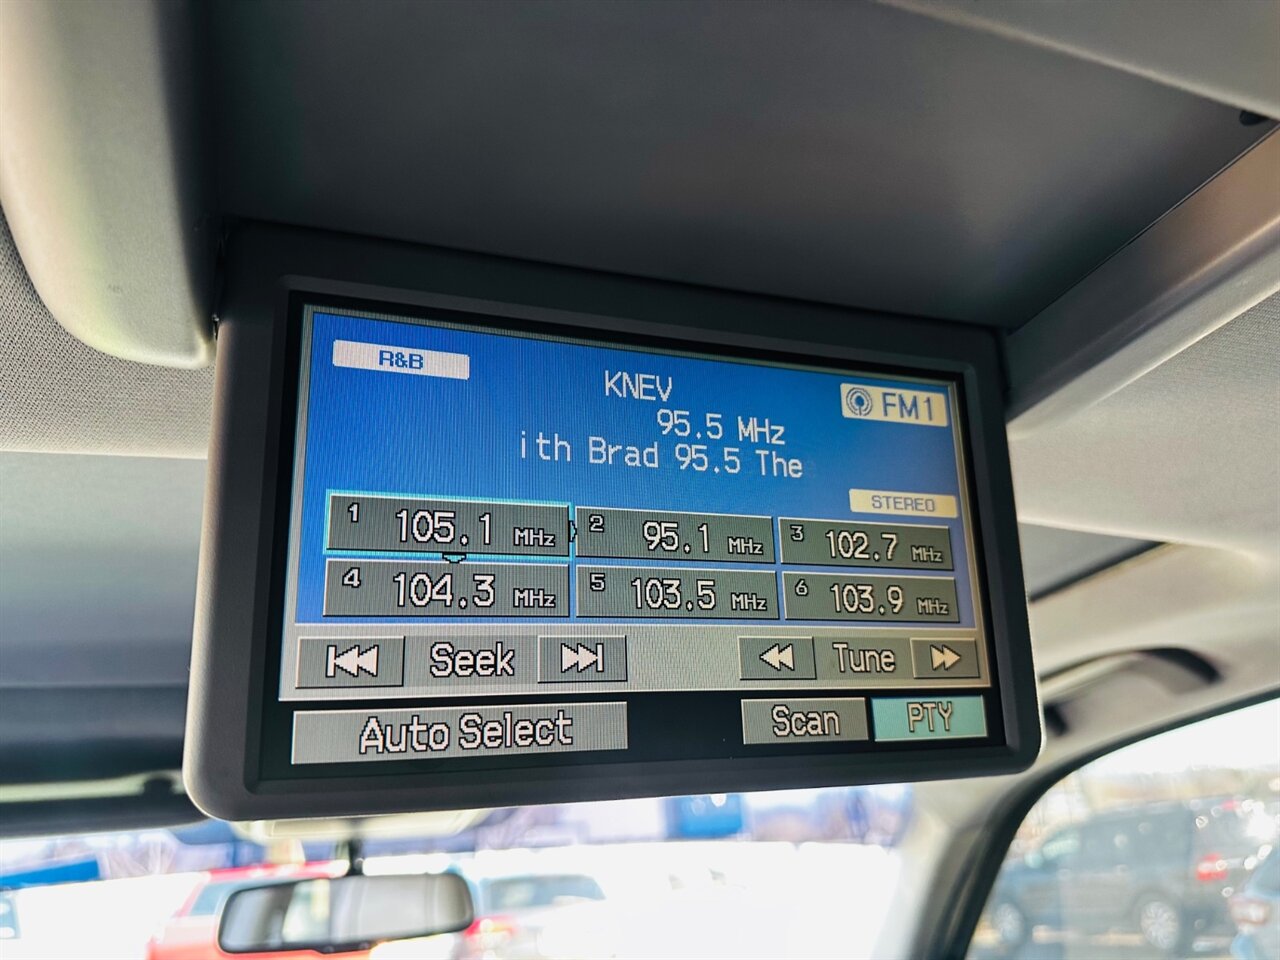 R&B
KNEV
FM1
95.5 MHz
ith Brad 95.5 The
STEREO
1 105.1 MHz 2 95.1 MHz 3 102.7 MHz
4 104.3 MHz 5 103.5 MHz 6 103.9 MHz
Seek Tune
Auto Select Scan PTY